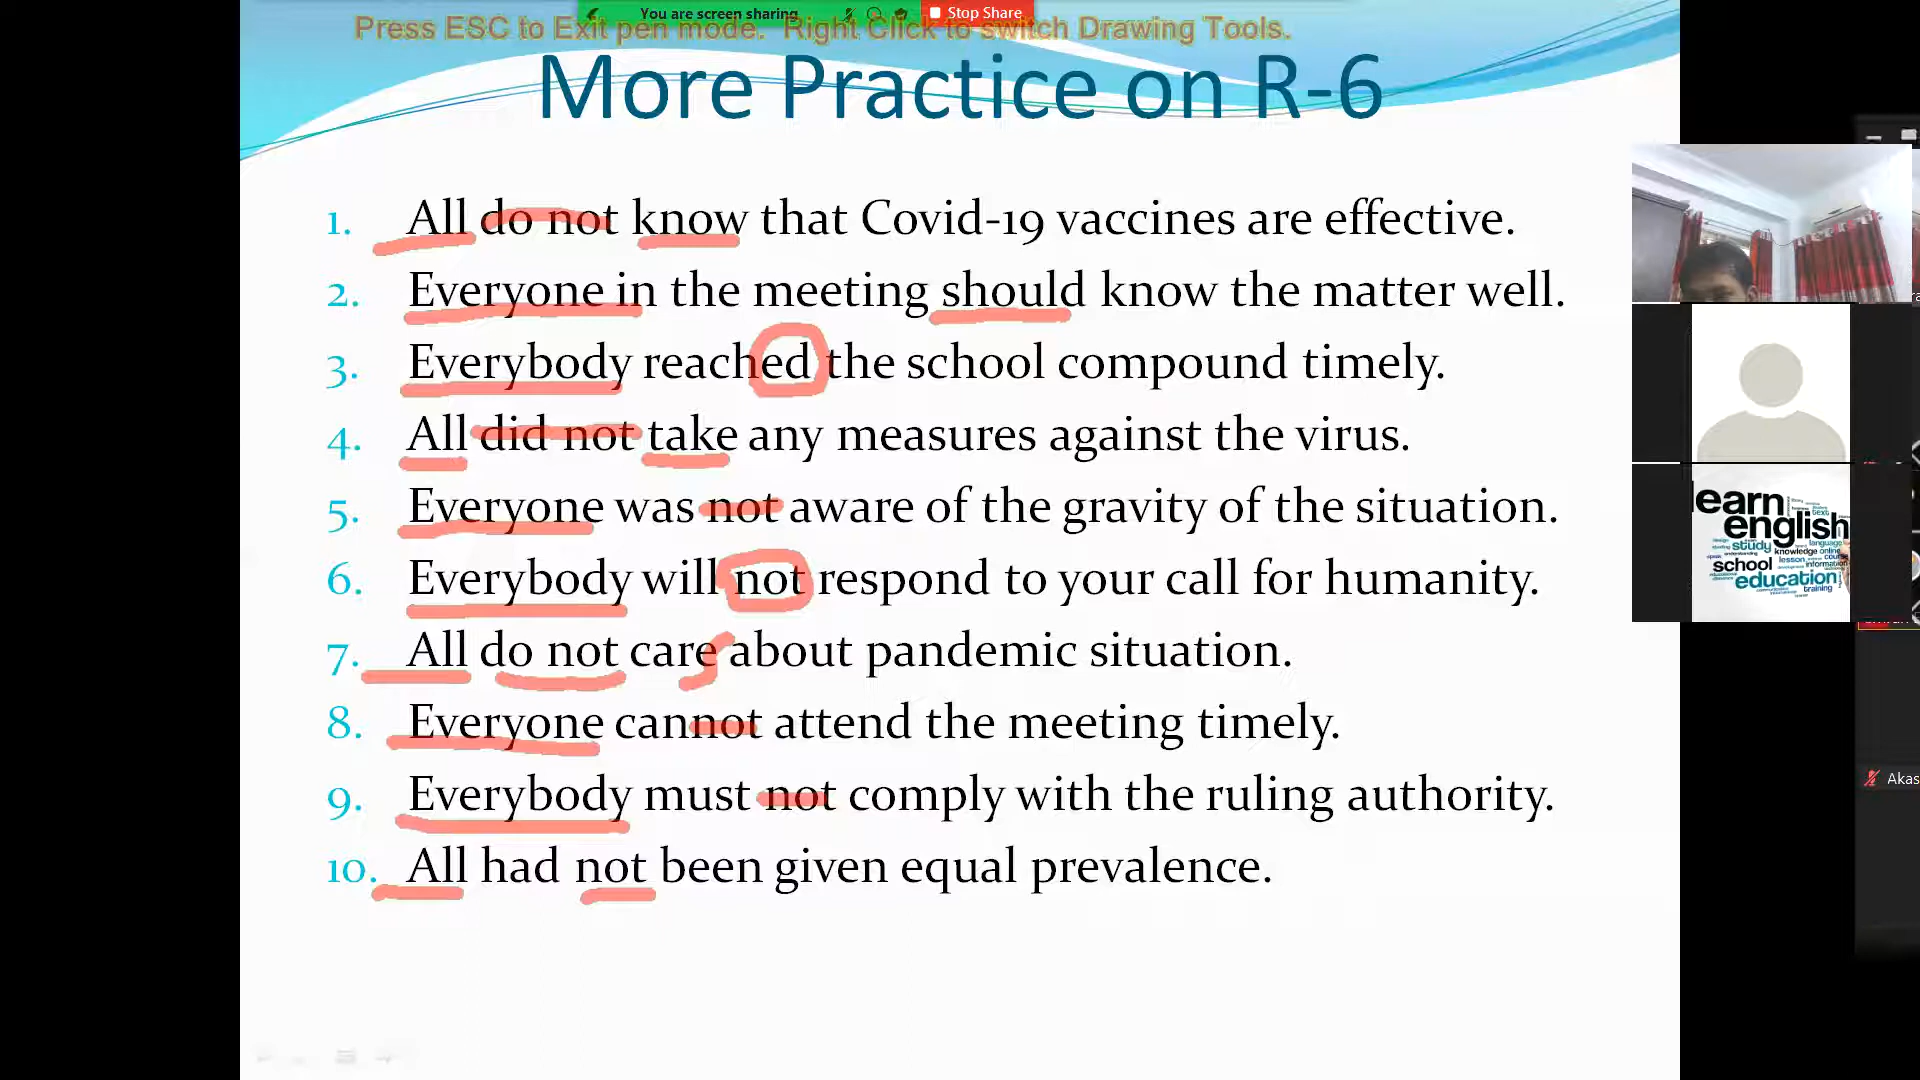 You are screen sharing Stop Share
Press ESC to Exit pen mode. Right Click to switch Drawing Tools.
More Practice on R-6
1. All do not know that Covid-19 vaccines are effective.
2. Everyone in the meeting should know the matter well.
3. Everybody reached the school compound timely.
4. All did not take any measures against the virus.
5. Everyone was not aware of the gravity of the situation.
6. Everybody will not respond to your call for humanity.
7. All do not care about pandemic situation.
8. Everyone cannot attend the meeting timely.
9. Everybody must not comply with the ruling authority.
10. All had not been given equal prevalence.
learn
english
study
knowledge online
school
education
training
Akas